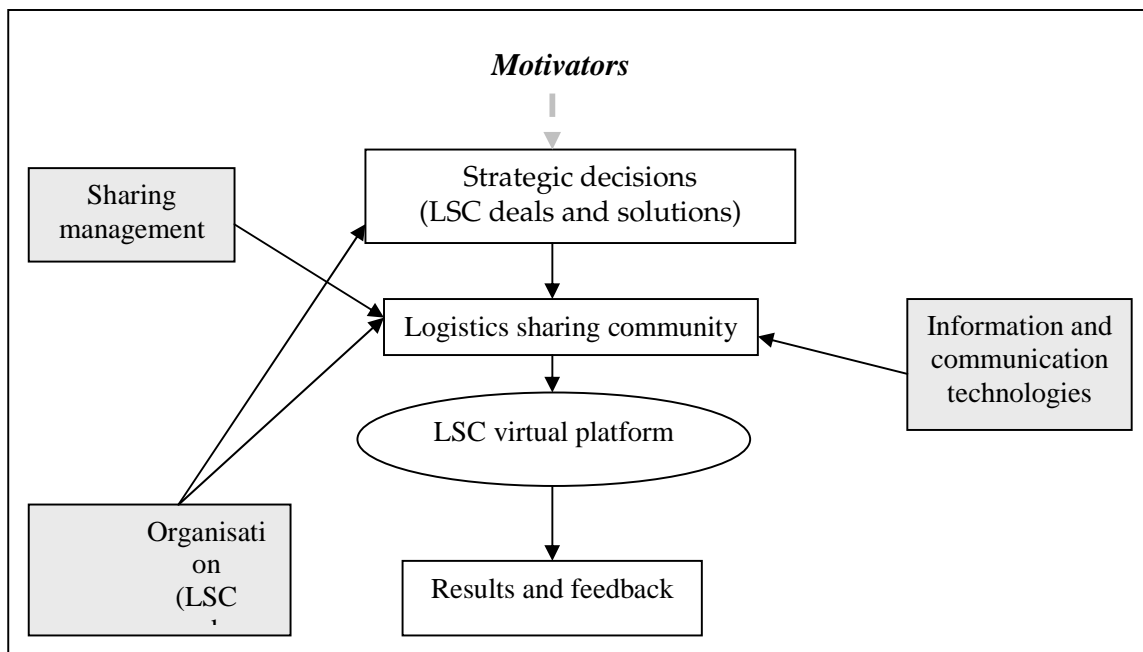 Motivators
Strategic decisions
(LSC deals and solutions)
Sharing
management
Logistics sharing community
Information and
communication
technologies
LSC virtual platform
Organisati
on
(LSC
Results and feedback